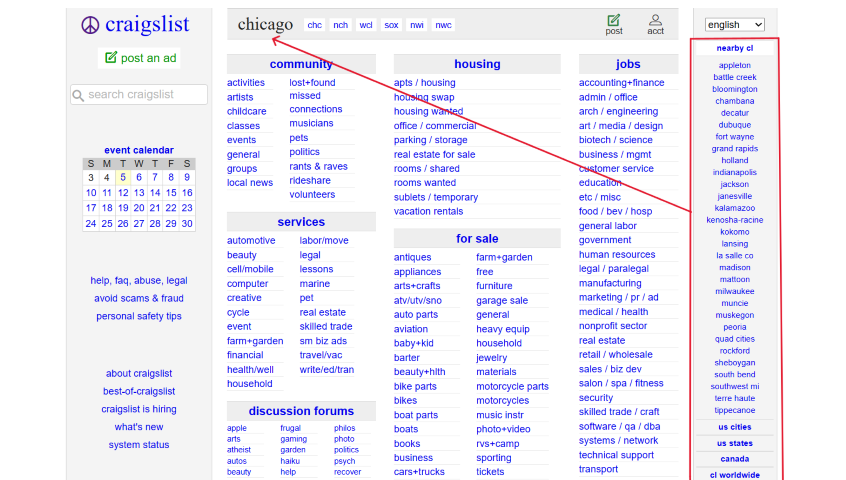 craigslist
post an ad
search craigslist
event calendar
S M T W T F S
3 4 5 6 7 8 9
10 11 12 13 14 15 16
17 18 19 20 21 22 23
24 25 26 27 28 29 30
help, faq, abuse, legal
avoid scams & fraud
personal safety tips
about craigslist
best-of-craigslist
craigslist is hiring
what's new
system status
chicago chc nch wcl sox nwi nwc
post
acct
community
activities
artists
childcare
classes
events
general
groups
local news
lost+found
missed
connections
musicians
pets
politics
rants & raves
rideshare
volunteers
services
automotive
beauty
cell/mobile
computer
creative
cycle
event
farm+garden
financial
health/well
household
labor/move
legal
lessons
marine
pet
real estate
skilled trade
sm biz ads
travel/vac
write/ed/tran
discussion forums
apple
arts
atheist
autos
beauty
frugal
gaming
garden
haiku
help
philos
photo
politics
psych
recover
housing
apts / housing
housing swap
housing wanted
office / commercial
parking / storage
real estate for sale
rooms / shared
rooms wanted
sublets / temporary
vacation rentals
for sale
antiques
appliances
arts+crafts
atv/utv/sno
auto parts
aviation
baby+kid
barter
beauty+hlth
bike parts
bikes
boat parts
boats
books
business
cars+trucks
farm+garden
free
furniture
garage sale
general
heavy equip
household
jewelry
materials
motorcycle parts
motorcycles
music instr
photo+video
rvs+camp
sporting
tickets
jobs
accounting+finance
admin / office
arch / engineering
art / media / design
biotech / science
business / mgmt
customer service
education
etc / misc
food / bev / hosp
general labor
government
human resources
legal / paralegal
manufacturing
marketing / pr / ad
medical / health
nonprofit sector
real estate
retail / wholesale
sales / biz dev
salon / spa / fitness
security
skilled trade / craft
software / qa / dba
systems / network
technical support
transport
english
nearby cl
appleton
battle creek
bloomington
chambana
decatur
dubuque
fort wayne
grand rapids
holland
indianapolis
jackson
janesville
kalamazoo
kenosha-racine
kokomo
lansing
la salle co
madison
mattoon
milwaukee
muncie
muskegon
peoria
quad cities
rockford
sheboygan
south bend
southwest mi
terre haute
tippecanoe
us cities
us states
canada
cl worldwide